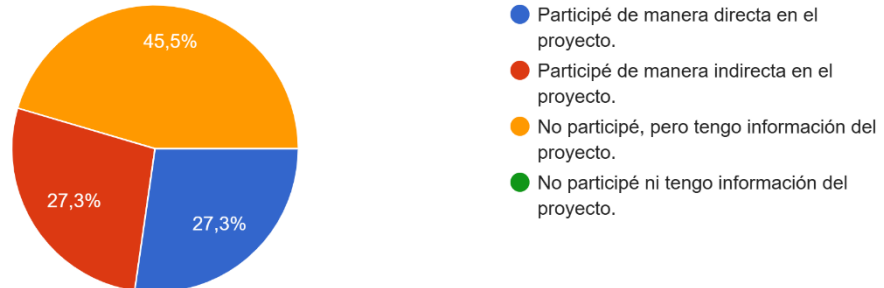 45,5%
27,3%
27,3%
Participé de manera directa en el
proyecto.
Participé de manera indirecta en el
proyecto.
No participé, pero tengo información del
proyecto.
No participé ni tengo información del
proyecto.